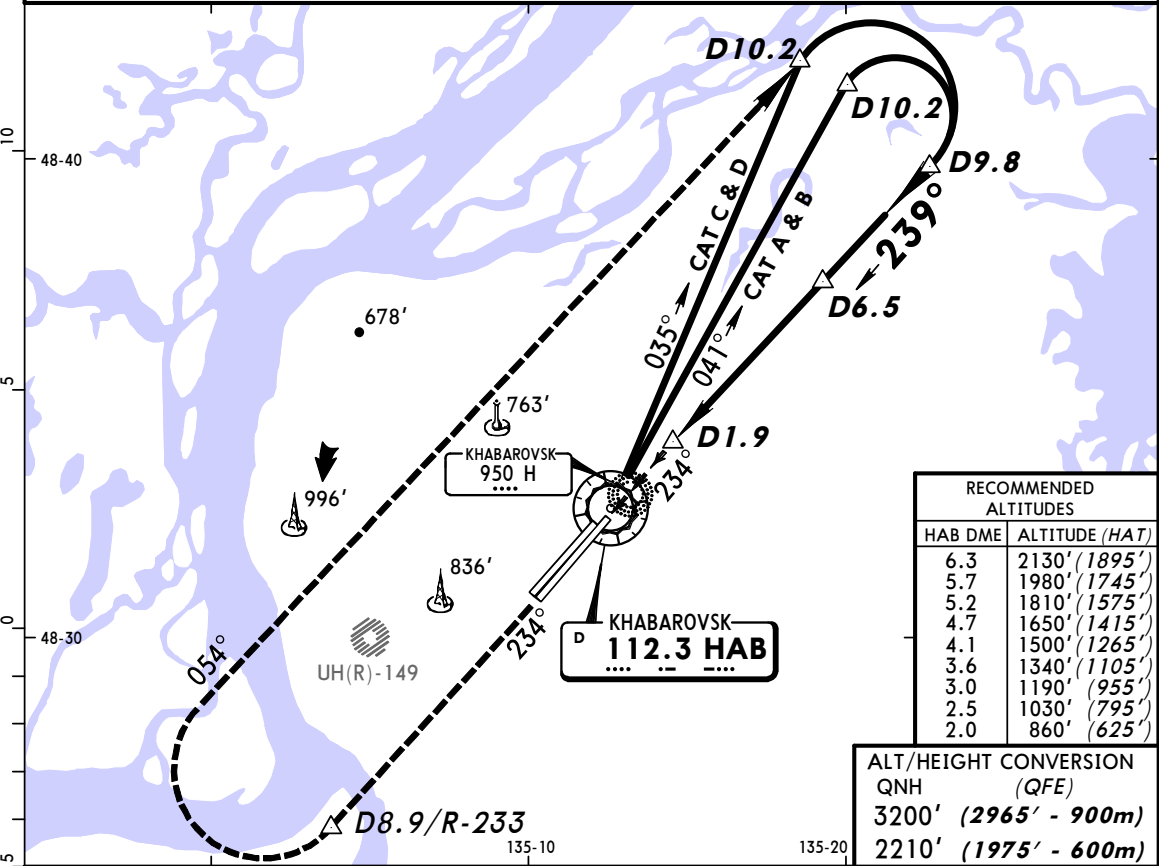 D10.2
D10.2
10
48-40
D9.8
239°
CAT C & D
CAT A & B
D6.5
678'
035°
041°
5
763'
D1.9
KHABAROVSK
950 H
234°
996'
RECOMMENDED
ALTITUDES
HAB DME ALTITUDE (HAT)
6.3 2130' (1895')
5.7 1980' (1745')
5.2 1810' (1575')
4.7 1650' (1415')
4.1 1500' (1265')
3.6 1340' (1105')
3.0 1190' (955')
2.5 1030' (795')
2.0 860' (625')
836'
0
48-30
234°
KHABAROVSK
D 112.3 HAB
054°
UH(R)-149
ALT/HEIGHT CONVERSION
QNH (QFE)
3200' (2965' - 900m)
2210' (1975' - 600m)
D8.9/R-233
5
135-10
135-20